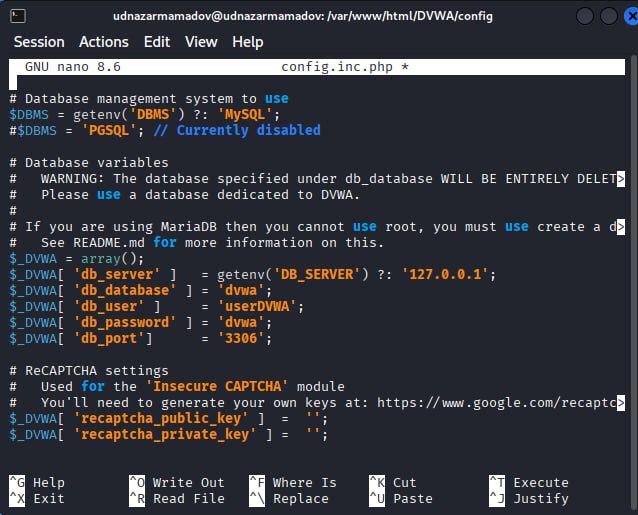 udnazarmamadov@udnazarmamadov: /var/www/html/DVWA/config
Session Actions Edit View Help
GNU nano 8.6 config.inc.php *
# Database management system to use
$DBMS = getenv('DBMS') ?: 'MySQL';
#$DBMS = 'PGSQL'; // Currently disabled
# Database variables
# WARNING: The database specified under db_database WILL BE ENTIRELY DELET>
# Please use a database dedicated to DVWA.
#
# If you are using MariaDB then you cannot use root, you must use create a d>
# See README.md for more information on this.
$_DVWA = array();
$_DVWA[ 'db_server' ] = getenv('DB_SERVER') ?: '127.0.0.1';
$_DVWA[ 'db_database' ] = 'dvwa';
$_DVWA[ 'db_user' ] = 'userDVWA';
$_DVWA[ 'db_password' ] = 'dvwa';
$_DVWA[ 'db_port'] = '3306';
# ReCAPTCHA settings
# Used for the 'Insecure CAPTCHA' module
# You'll need to generate your own keys at: https://www.google.com/recaptc>
$_DVWA[ 'recaptcha_public_key' ] = '';
$_DVWA[ 'recaptcha_private_key' ] = '';
^G Help ^O Write Out ^F Where Is ^K Cut ^T Execute
^X Exit ^R Read File ^\ Replace ^U Paste ^J Justify